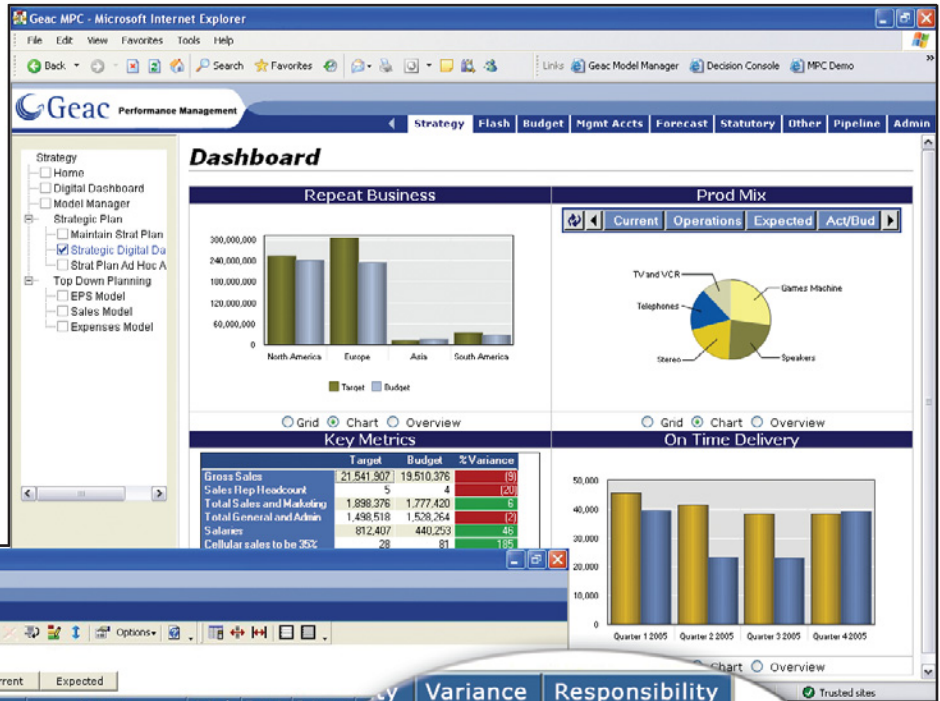 Geac MPC - Microsoft Internet Explorer
File Edit View Favorites Tools Help
Back Search Favorites Links Geac Model Manager Decision Console MPC Demo »
Geac Performance Management
Strategy Flash Budget Mgmt Accts Forecast Statutory Other Pipeline Admin
Strategy
Home
Digital Dashboard
Model Manager
Strategic Plan
Maintain Strat Plan
Strategic Digital Da
Strat Plan Ad Hoc A
Top Down Planning
EPS Model
Sales Model
Expenses Model
Dashboard
Repeat Business
300,000,000
240,000,000
180,000,000
120,000,000
60,000,000
0
North America Europe Asia South America
Target Budget
Grid Chart Overview
Prod Mix
Current Operations Expected Act/Bud
TV and VCR
Games Machine
Telephones
Stereo
Speakers
Grid Chart Overview
Key Metrics
Target Budget %Variance
Gross Sales 21,541,907 19,510,376 (9)
Sales Rep Headcount 5 4 (20)
Total Sales and Marketing 1,898,376 1,777,420 6
Total General and Admin 1,498,518 1,528,264 (2)
Salaries 812,407 440,253 46
Cellular sales to be 35% 28 81 185
On Time Delivery
50,000
40,000
30,000
20,000
10,000
0
Quarter 1 2005 Quarter 2 2005 Quarter 3 2005 Quarter 4 2005
Chart Overview
Trusted sites
Options
rrent Expected
ty Variance Responsibility